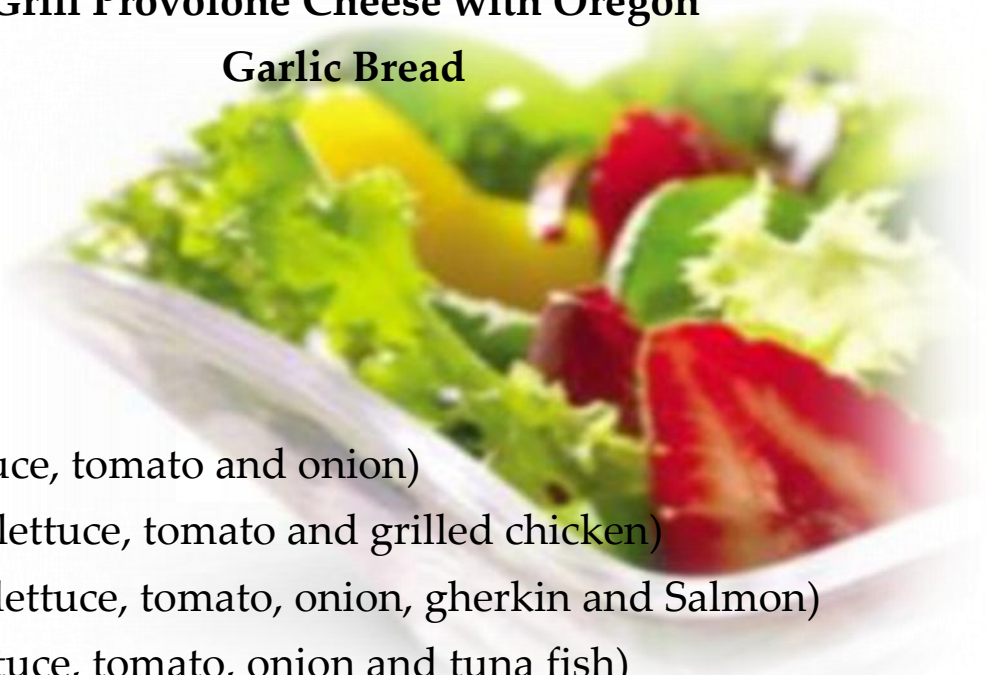 Grill Provolone Cheese with Oregon
Garlic Bread
uce, tomato and onion)
lettuce, tomato and grilled chicken)
lettuce, tomato, onion, gherkin and Salmon)
tuce, tomato, onion and tuna fish)